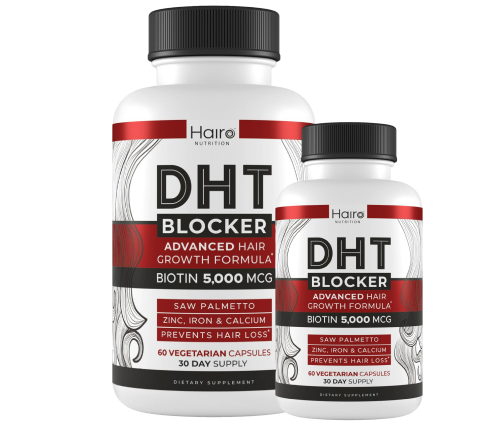 Hairo
NUTRITION
DHT
BLOCKER
ADVANCED HAIR
GROWTH FORMULA*
BIOTIN 5,000 MCG
SAW PALMETTO
ZINC, IRON & CALCIUM
PREVENTS HAIR LOSS*
60 VEGETARIAN CAPSULES
30 DAY SUPPLY
DIETARY SUPPLEMENT
Hairo
NUTRITION
DHT
BLOCKER
ADVANCED HAIR
GROWTH FORMULA*
BIOTIN 5,000 MCG
SAW PALMETTO
ZINC, IRON & CALCIUM
PREVENTS HAIR LOSS*
60 VEGETARIAN CAPSULES
30 DAY SUPPLY
DIETARY SUPPLEMENT